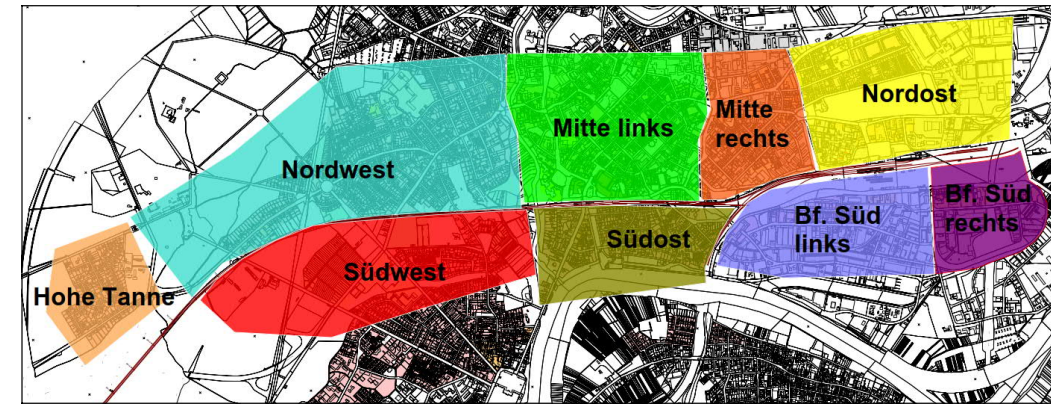 Nordost
Mitte links
Mitte
rechts
Nordwest
Bf. Süd
rechts
Bf. Süd
links
Südost
Südwest
Hohe Tanne